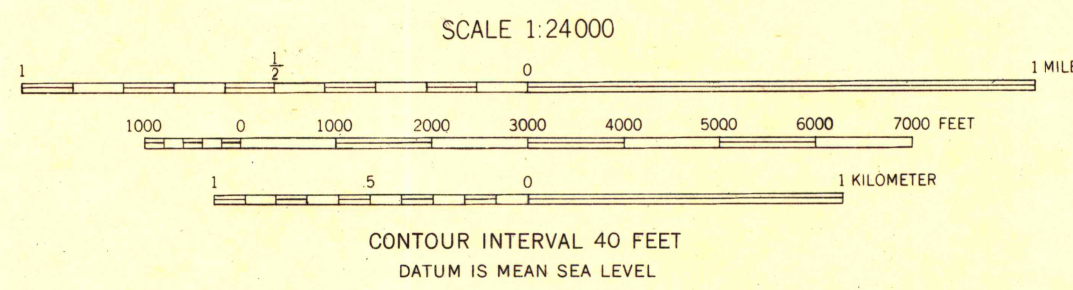 SCALE 1:24000
1 1/2 0 1 MILE
1000 0 1000 2000 3000 4000 5000 6000 7000 FEET
1 .5 0 1 KILOMETER
CONTOUR INTERVAL 40 FEET
DATUM IS MEAN SEA LEVEL